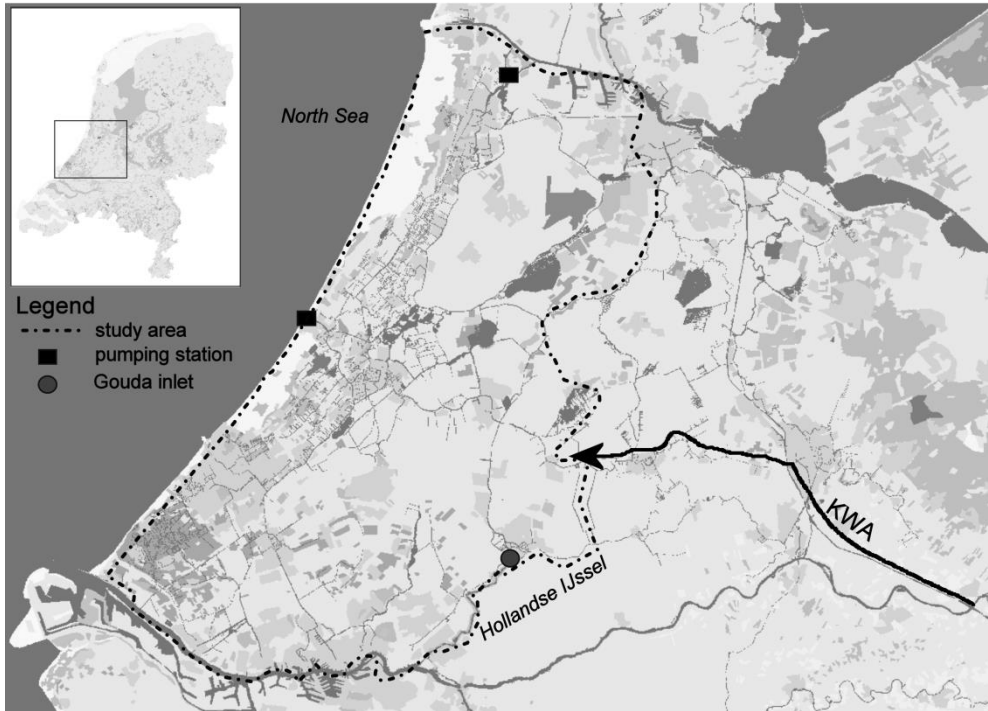 North Sea
Legend
study area
pumping station
Gouda inlet
KWA
Hollandse IJssel